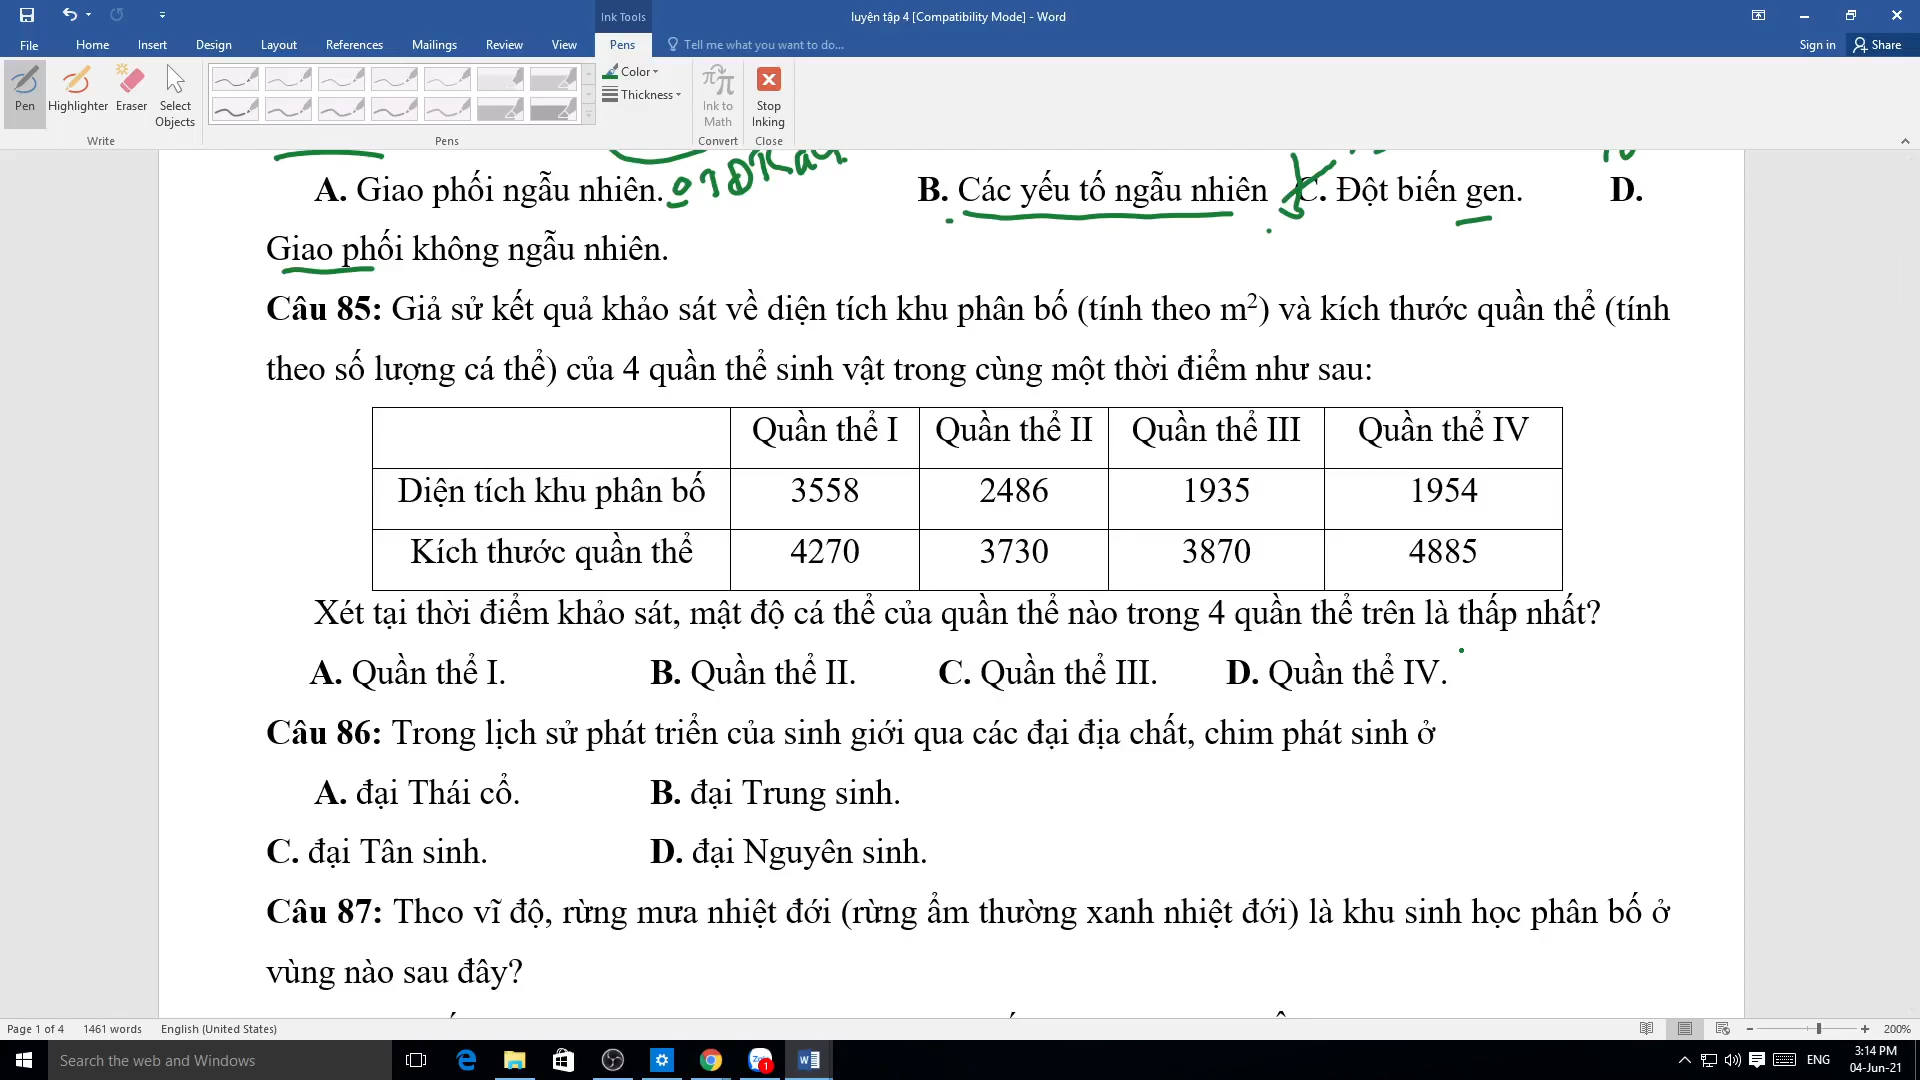 Ink Tools
luyện tập 4 [Compatibility Mode] - Word
File Home Insert Design Layout References Mailings Review View Pens Tell me what you want to do... Sign in Share
Pen Highlighter Eraser Select Objects
Color
Thickness
Ink to Math
Stop Inking
Write Pens Convert Close
A. Giao phối ngẫu nhiên. B. Các yếu tố ngẫu nhiên C. Đột biến gen. D.
Giao phối không ngẫu nhiên.
Câu 85: Giả sử kết quả khảo sát về diện tích khu phân bố (tính theo m²) và kích thước quần thể (tính
theo số lượng cá thể) của 4 quần thể sinh vật trong cùng một thời điểm như sau:
Quần thể I Quần thể II Quần thể III Quần thể IV
Diện tích khu phân bố 3558 2486 1935 1954
Kích thước quần thể 4270 3730 3870 4885
Xét tại thời điểm khảo sát, mật độ cá thể của quần thể nào trong 4 quần thể trên là thấp nhất?
A. Quần thể I. B. Quần thể II. C. Quần thể III. D. Quần thể IV.
Câu 86: Trong lịch sử phát triển của sinh giới qua các đại địa chất, chim phát sinh ở
A. đại Thái cổ. B. đại Trung sinh.
C. đại Tân sinh. D. đại Nguyên sinh.
Câu 87: Thco vĩ độ, rừng mưa nhiệt đới (rừng ẩm thường xanh nhiệt đới) là khu sinh học phân bố ở
vùng nào sau đây?
Page 1 of 4 1461 words English (United States) 200%
Search the web and Windows
ENG
3:14 PM
04-Jun-21